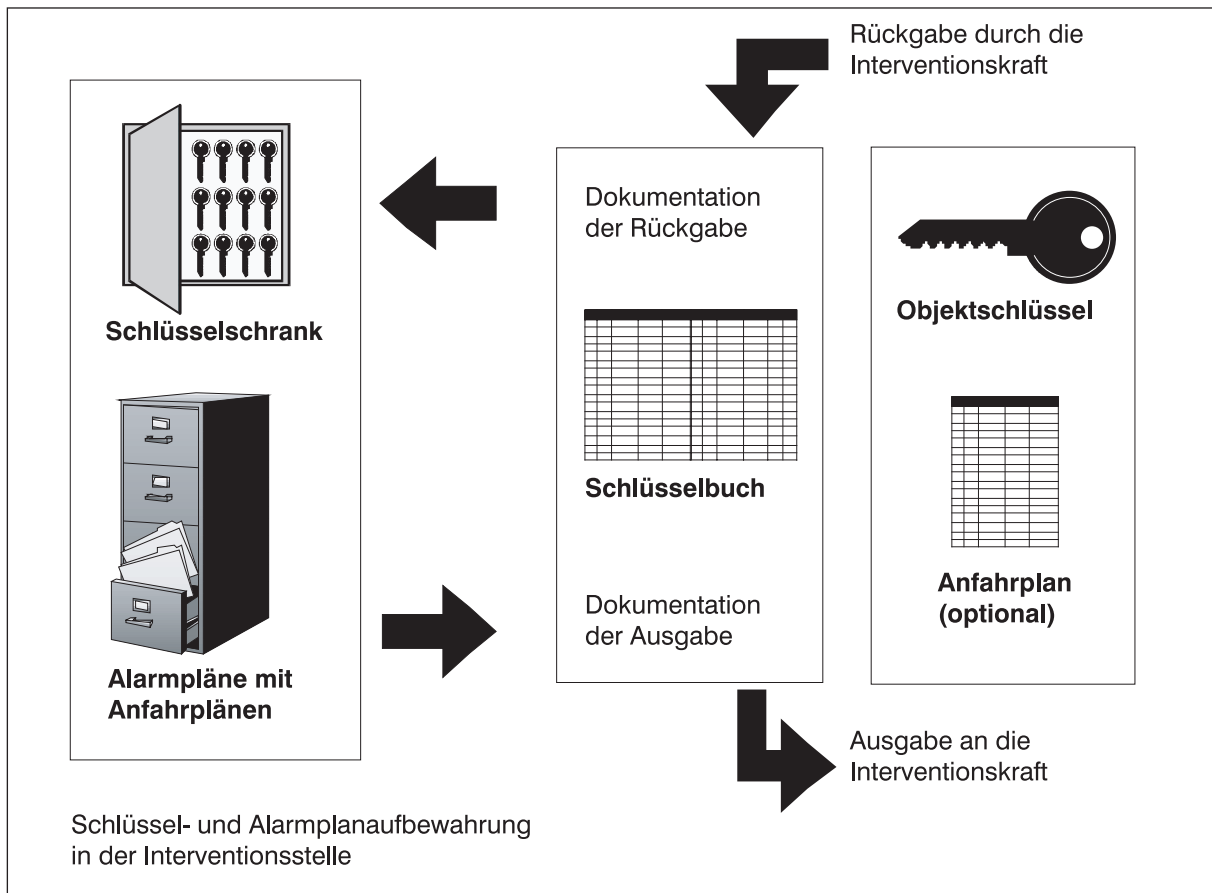 Rückgabe durch die
Interventionskraft
Schlüsselschrank
Alarmpläne mit
Anfahrplänen
Dokumentation
der Rückgabe
Schlüsselbuch
Dokumentation
der Ausgabe
Objektschlüssel
Anfahrplan
(optional)
Ausgabe an die
Interventionskraft
Schlüssel- und Alarmplanaufbewahrung
in der Interventionsstelle